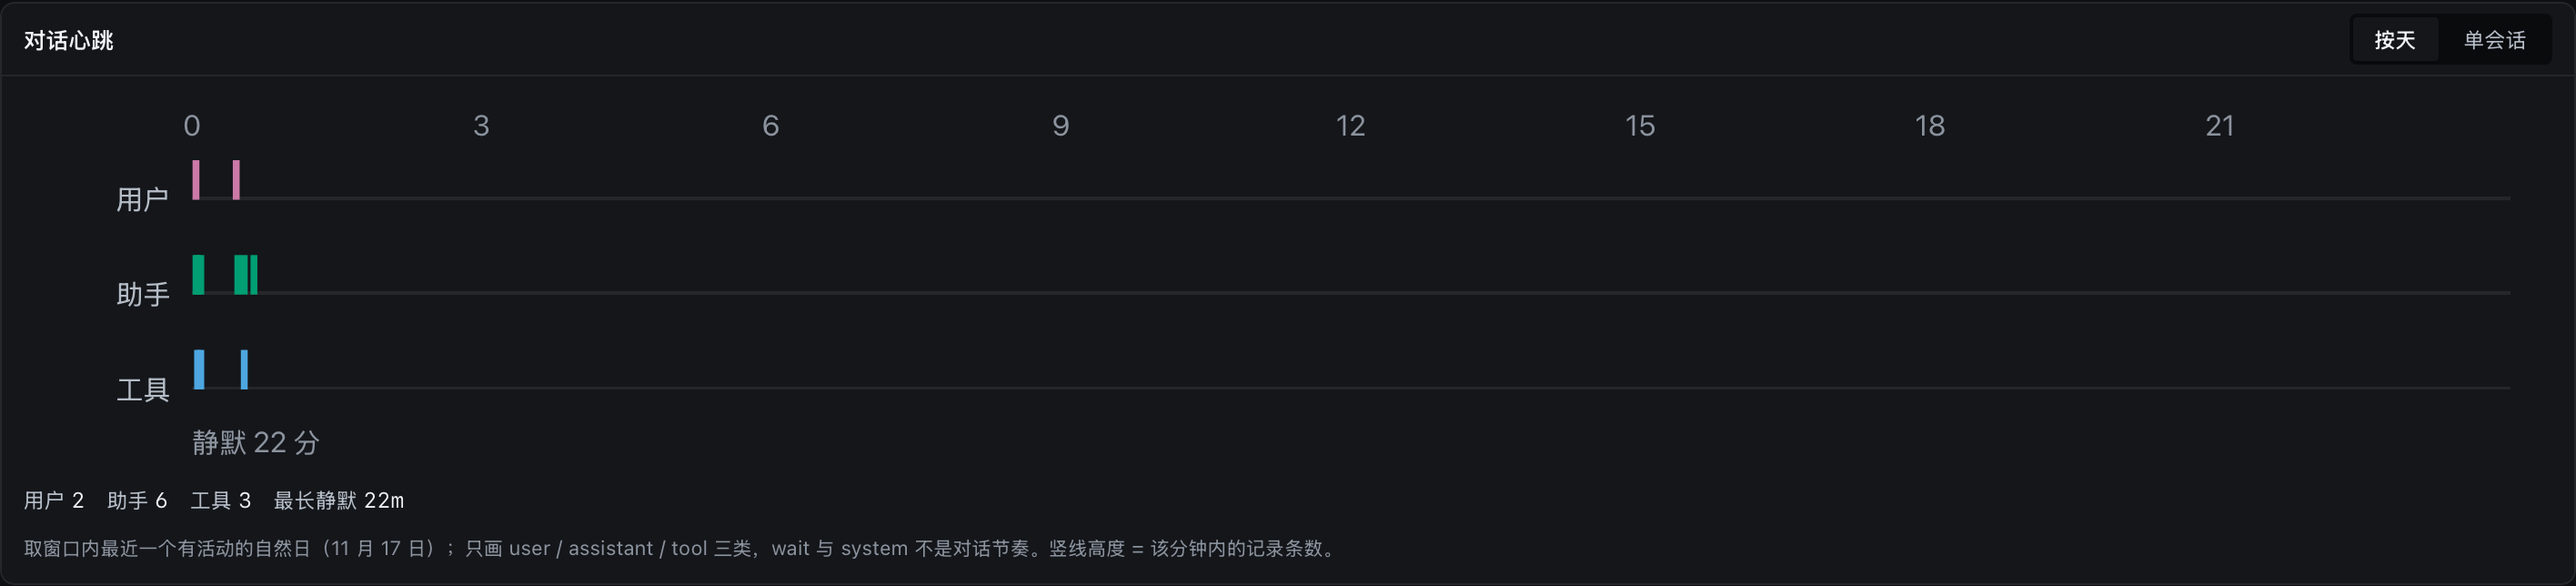 对话心跳 按天 单会话
0 3 6 9 12 15 18 21
用户
助手
工具
静默 22 分
用户 2 助手 6 工具 3 最长静默 22m
取窗口内最近一个有活动的自然日（11 月 17 日）；只画 user / assistant / tool 三类，wait 与 system 不是对话节奏。竖线高度 = 该分钟内的记录条数。